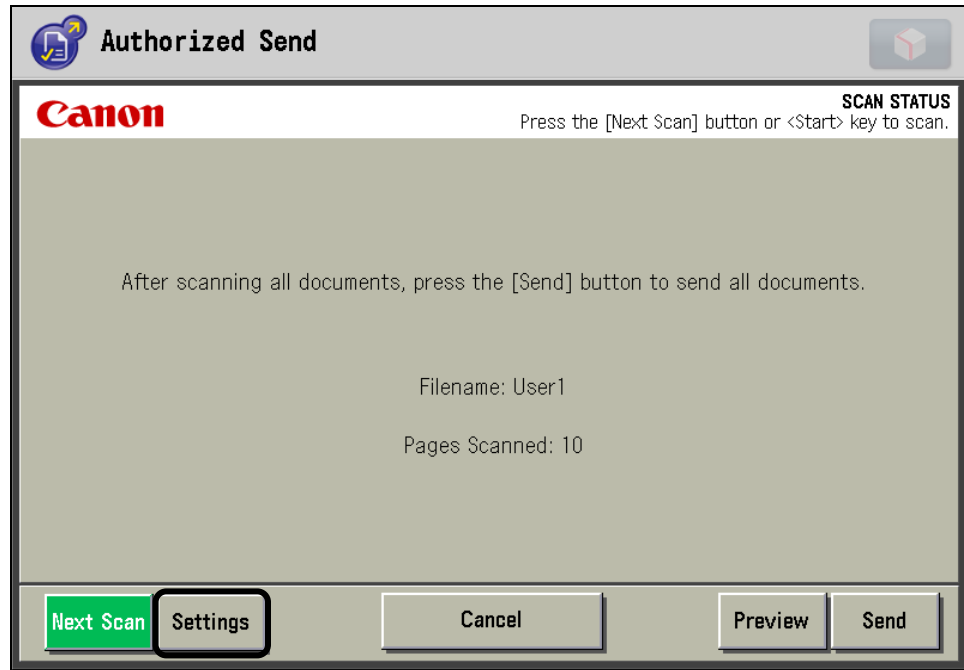 Authorized Send
Canon
SCAN STATUS
Press the [Next Scan] button or <Start> key to scan.
After scanning all documents, press the [Send] button to send all documents.
Filename: User1
Pages Scanned: 10
Next Scan
Settings
Cancel
Preview
Send